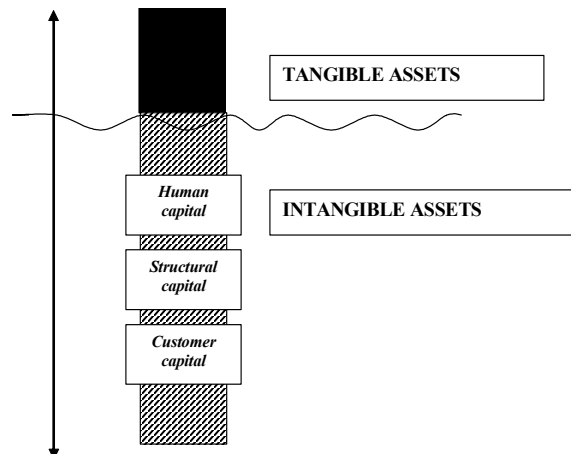 TANGIBLE ASSETS
Human
capital
INTANGIBLE ASSETS
Structural
capital
Customer
capital